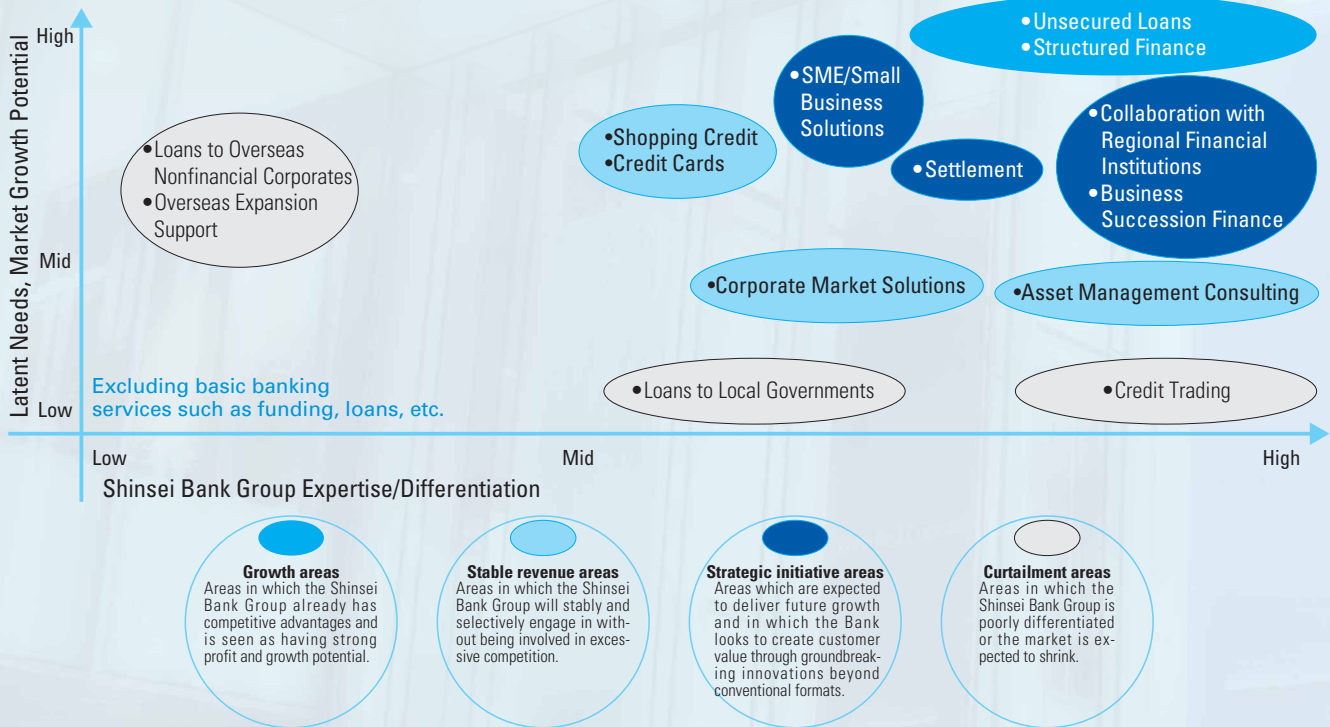 Latent Needs, Market Growth Potential
High
Mid
Low
•Unsecured Loans
•Structured Finance
•SME/Small
Business
Solutions
•Collaboration with
Regional Financial
Institutions
•Business
Succession Finance
•Shopping Credit
•Credit Cards
•Settlement
•Loans to Overseas
Nonfinancial Corporates
•Overseas Expansion
Support
•Corporate Market Solutions
•Asset Management Consulting
•Loans to Local Governments
•Credit Trading
Excluding basic banking
services such as funding, loans, etc.
Low
Mid
High
Shinsei Bank Group Expertise/Differentiation
Growth areas
Areas in which the Shinsei
Bank Group already has
competitive advantages and
is seen as having strong
profit and growth potential.
Stable revenue areas
Areas in which the Shinsei
Bank Group will stably and
selectively engage in with-
out being involved in exces-
sive competition.
Strategic initiative areas
Areas which are expected
to deliver future growth
and in which the Bank
looks to create customer
value through groundbreak-
ing innovations beyond
conventional formats.
Curtailment areas
Areas in which the
Shinsei Bank Group is
poorly differentiated
or the market is ex-
pected to shrink.